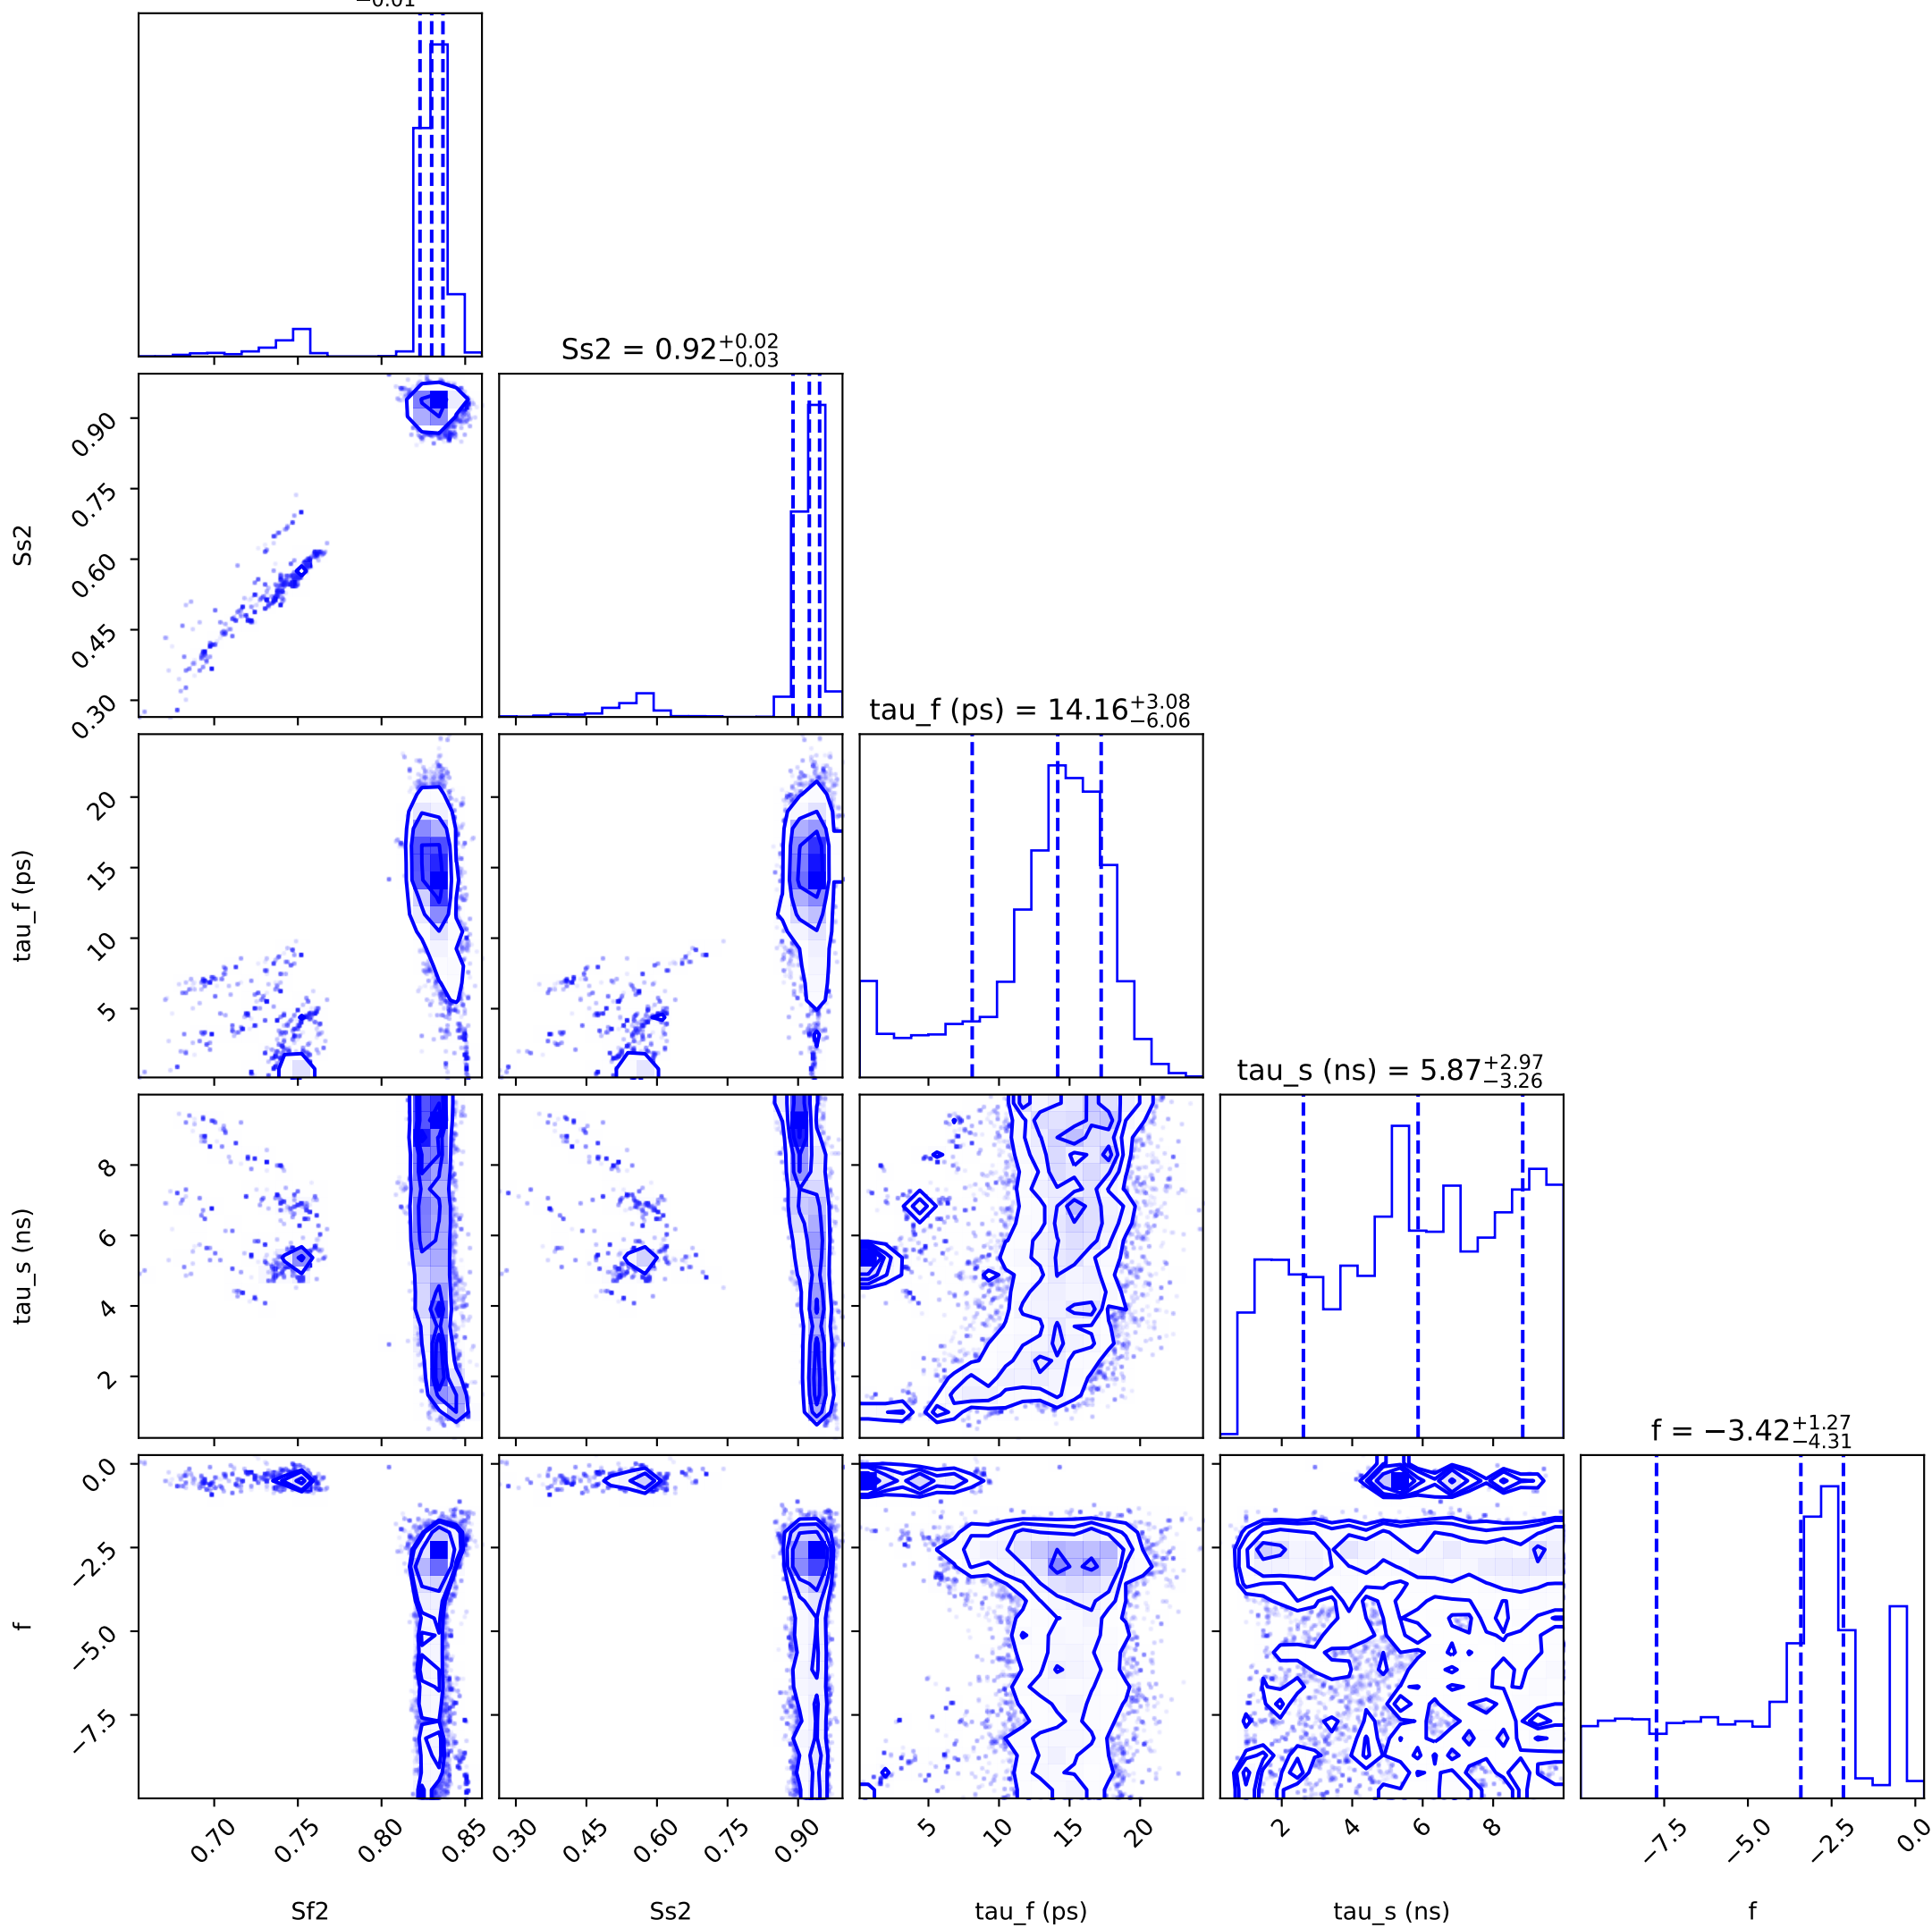 −0.01
Ss2 = 0.92 +0.02 −0.03
tau_f (ps) = 14.16 +3.08 −6.06
tau_s (ns) = 5.87 +2.97 −3.26
f = −3.42 +1.27 −4.31
0.90
0.75
0.60
0.45
0.30
Ss2
20
15
10
5
tau_f (ps)
8
6
4
2
tau_s (ns)
0.0
−2.5
−5.0
−7.5
f
0.70 0.75 0.80 0.85
0.30 0.45 0.60 0.75 0.90
5 10 15 20
2 4 6 8
−7.5 −5.0 −2.5 0.0
Sf2 Ss2 tau_f (ps) tau_s (ns) f